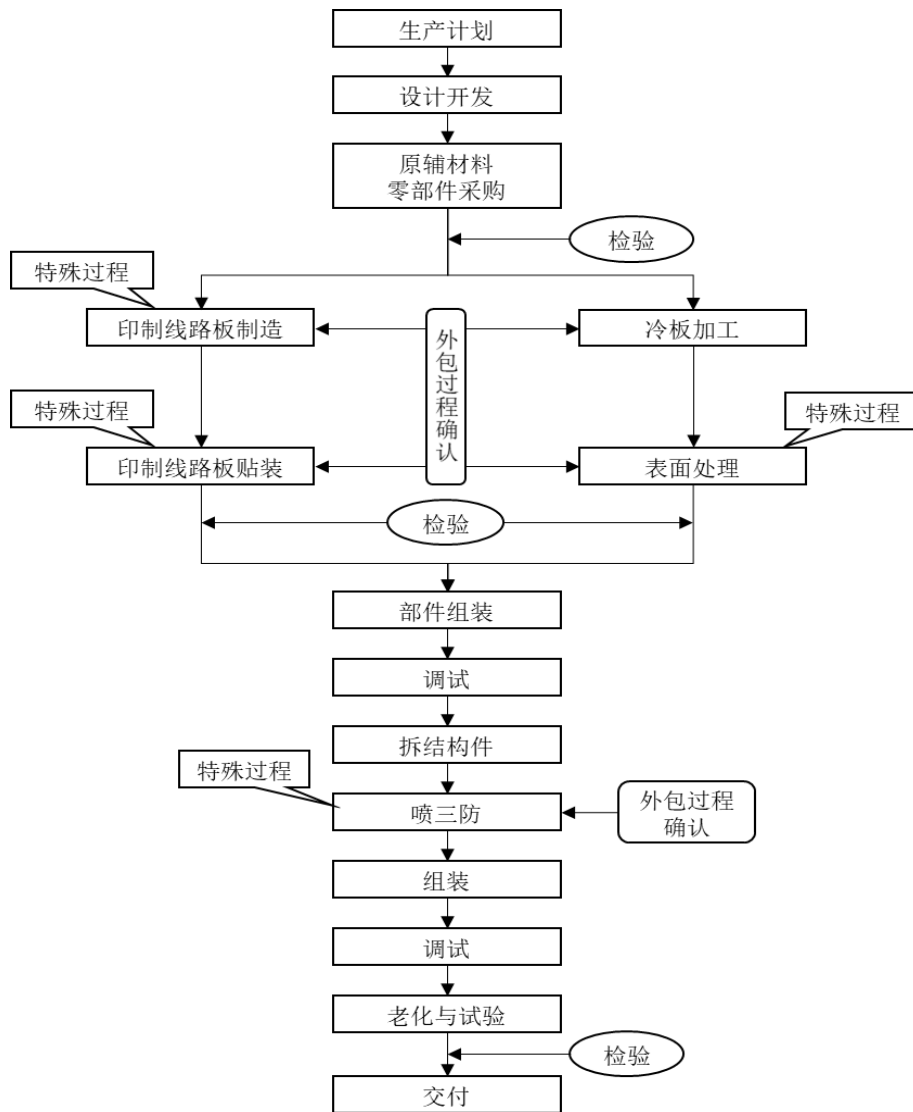 生产计划
设计开发
原辅材料
零部件采购
检验
特殊过程
印制线路板制造
外包过程确认
冷板加工
特殊过程
特殊过程
印制线路板贴装
表面处理
检验
部件组装
调试
拆结构件
特殊过程
喷三防
外包过程
确认
组装
调试
老化与试验
检验
交付